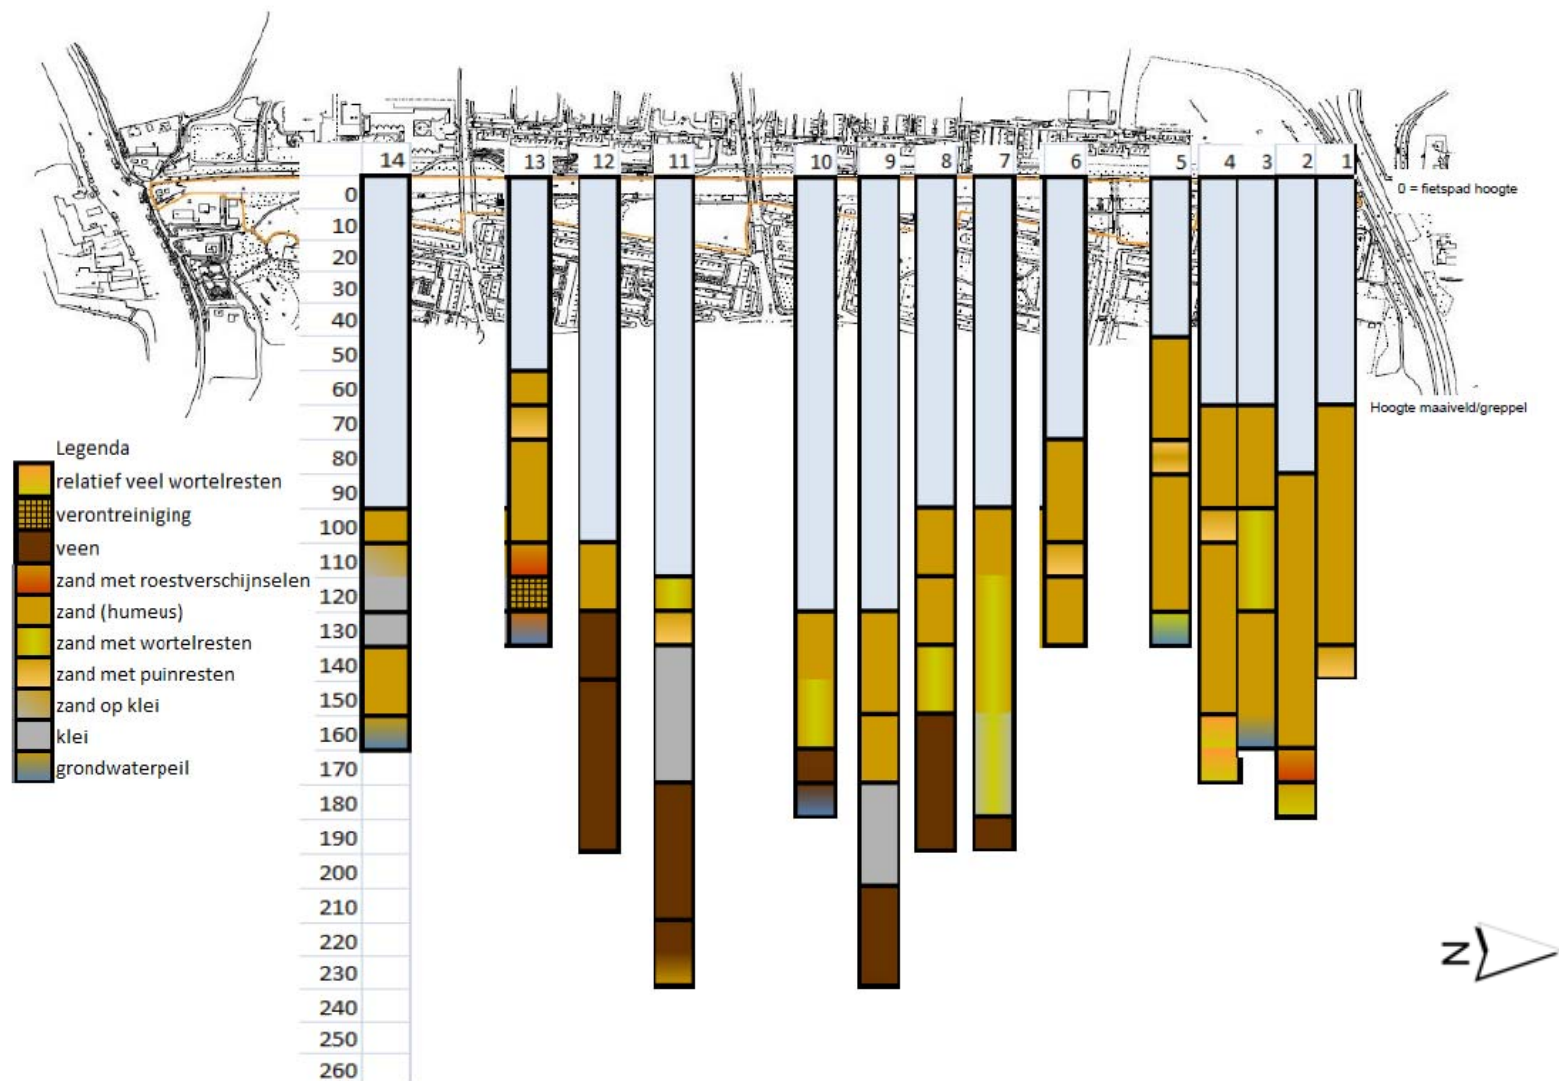 14 13 12 11 10 9 8 7 6 5 4 3 2 1
0
0 = fietspad hoogte
10
20
30
40
50
60
Hoogte maaiveld/greppel
70
80
90
100
110
120
130
140
150
160
170
180
190
200
210
220
230
240
250
260
Legenda
relatief veel wortelresten
verontreiniging
veen
zand met roestverschijnselen
zand (humeus)
zand met wortelresten
zand met puinresten
zand op klei
klei
grondwaterpeil
N